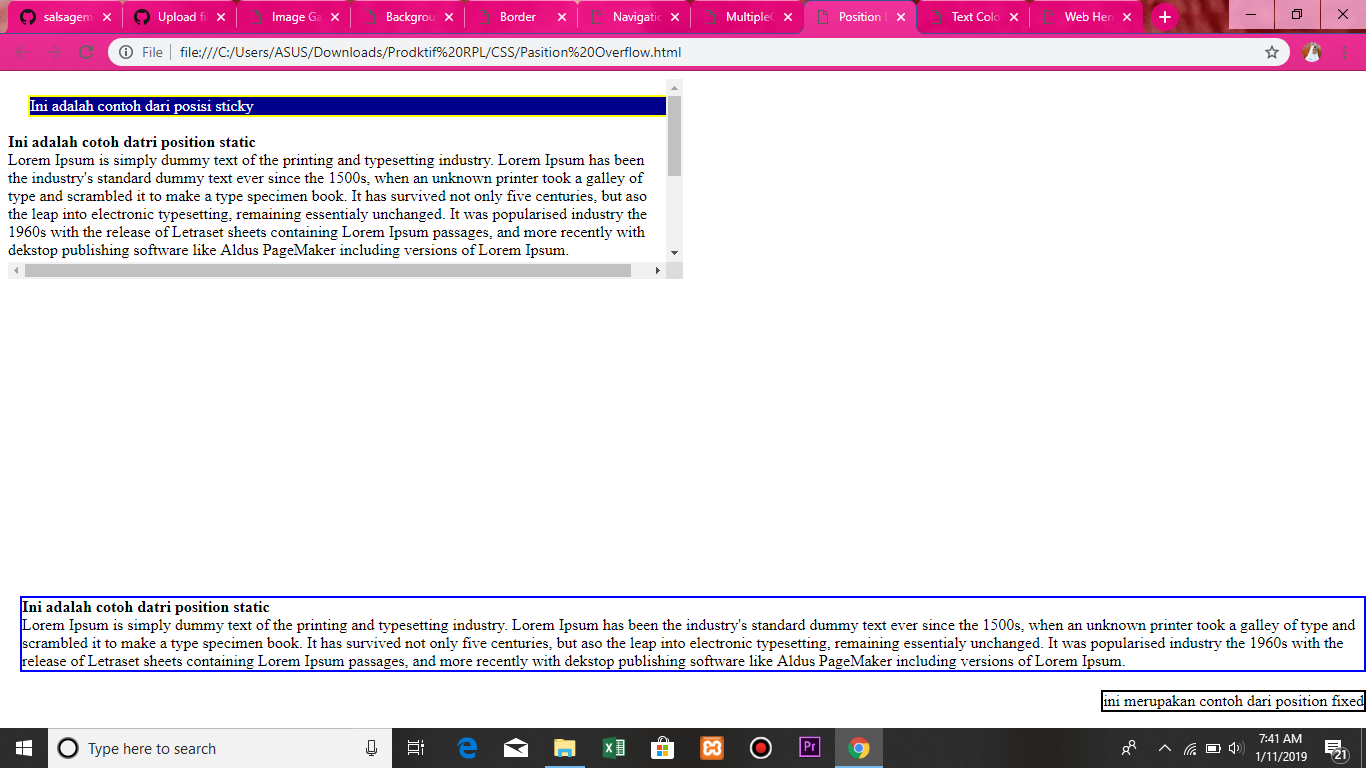 salsagem
Upload fi
Image Ga
Backgrou
Border
Navigatic
MultipleC
Position 
Text Colo
Web Hen
File
file:///C:/Users/ASUS/Downloads/Prodktif%20RPL/CSS/Pasition%20Overflow.html
Ini adalah contoh dari posisi sticky
Ini adalah cotoh datri position static
Lorem Ipsum is simply dummy text of the printing and typesetting industry. Lorem Ipsum has been
the industry's standard dummy text ever since the 1500s, when an unknown printer took a galley of
type and scrambled it to make a type specimen book. It has survived not only five centuries, but aso
the leap into electronic typesetting, remaining essentialy unchanged. It was popularised industry the
1960s with the release of Letraset sheets containing Lorem Ipsum passages, and more recently with
dekstop publishing software like Aldus PageMaker including versions of Lorem Ipsum.
Ini adalah cotoh datri position static
Lorem Ipsum is simply dummy text of the printing and typesetting industry. Lorem Ipsum has been the industry's standard dummy text ever since the 1500s, when an unknown printer took a galley of type and
scrambled it to make a type specimen book. It has survived not only five centuries, but aso the leap into electronic typesetting, remaining essentialy unchanged. It was popularised industry the 1960s with the
release of Letraset sheets containing Lorem Ipsum passages, and more recently with dekstop publishing software like Aldus PageMaker including versions of Lorem Ipsum.
ini merupakan contoh dari position fixed
Type here to search
Pr
7:41 AM
1/11/2019
21